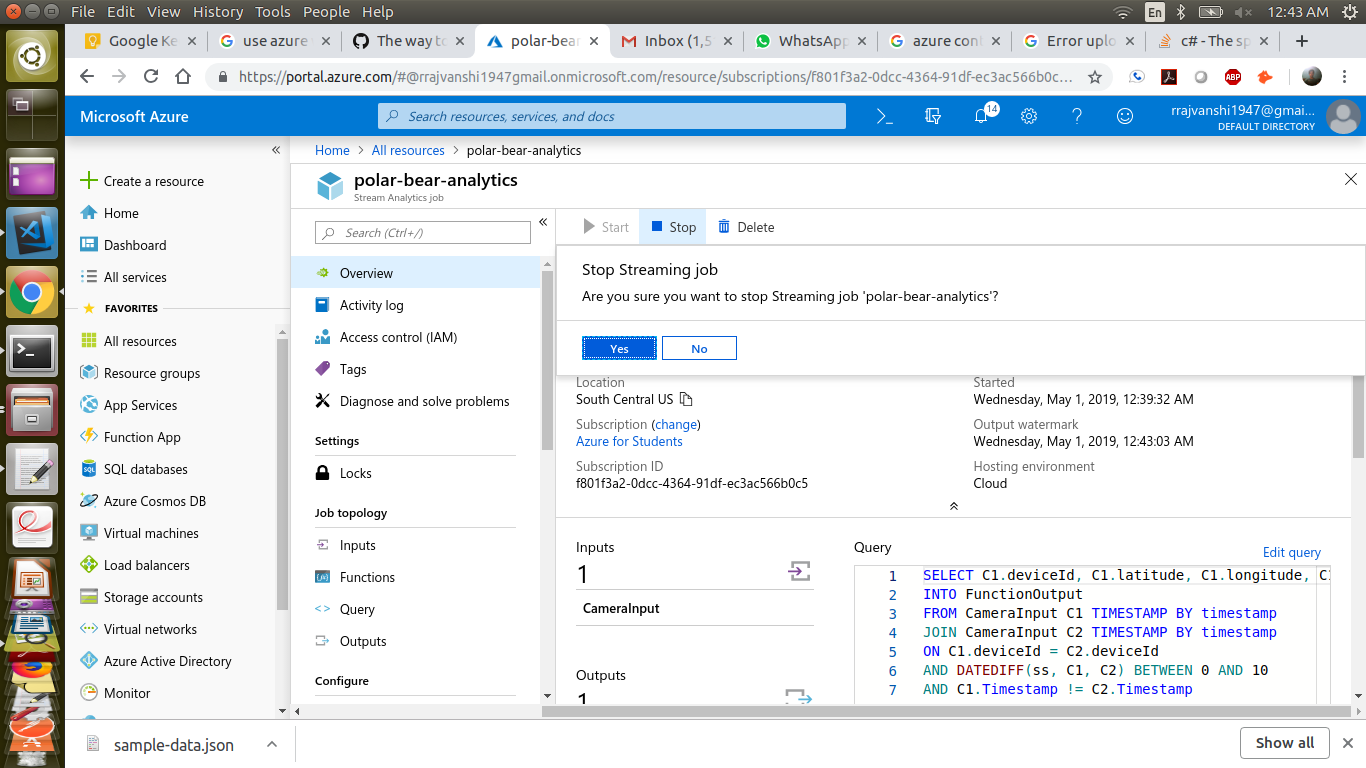 File Edit View History Tools People Help
En
12:43 AM
Google Ke
use azure
The way to
polar-bear
Inbox (1,5
WhatsApp
azure con
Error uplo
c# - The sp
https://portal.azure.com/#@rrajvanshi1947gmail.onmicrosoft.com/resource/subscriptions/f801f3a2-0dcc-4364-91df-ec3ac566b0c...
ABP
Microsoft Azure
Search resources, services, and docs
14
rrajvanshi1947@gmai...
DEFAULT DIRECTORY
Home > All resources > polar-bear-analytics
polar-bear-analytics
Stream Analytics job
Create a resource
Home
Dashboard
All services
FAVORITES
All resources
Resource groups
App Services
Function App
SQL databases
Azure Cosmos DB
Virtual machines
Load balancers
Storage accounts
Virtual networks
Azure Active Directory
Monitor
Search (Ctrl+/)
Overview
Activity log
Access control (IAM)
Tags
Diagnose and solve problems
Settings
Locks
Job topology
Inputs
Functions
Query
Outputs
Configure
Start
Stop
Delete
Stop Streaming job
Are you sure you want to stop Streaming job 'polar-bear-analytics'?
Yes
No
Location
South Central US
Subscription (change)
Azure for Students
Subscription ID
f801f3a2-0dcc-4364-91df-ec3ac566b0c5
Started
Wednesday, May 1, 2019, 12:39:32 AM
Output watermark
Wednesday, May 1, 2019, 12:43:03 AM
Hosting environment
Cloud
Inputs
1
CameraInput
Outputs
1
Query
Edit query
1 SELECT C1.deviceId, C1.latitude, C1.longitude, C1
2 INTO FunctionOutput
3 FROM CameraInput C1 TIMESTAMP BY timestamp
4 JOIN CameraInput C2 TIMESTAMP BY timestamp
5 ON C1.deviceId = C2.deviceId
6 AND DATEDIFF(ss, C1, C2) BETWEEN 0 AND 10
7 AND C1.Timestamp != C2.Timestamp
sample-data.json
Show all